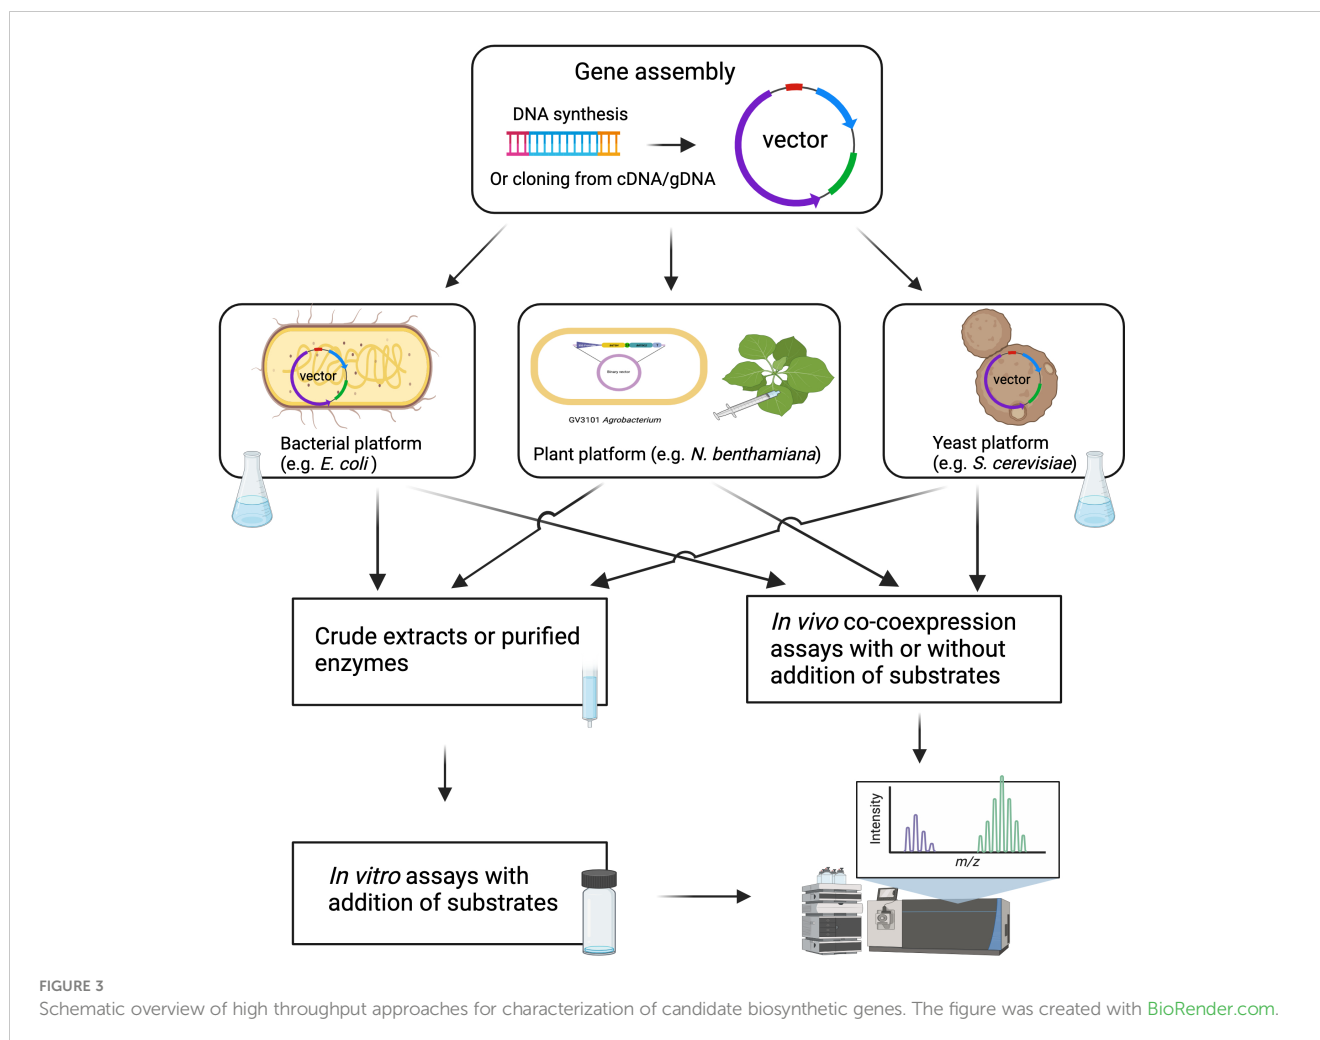 Gene assembly
DNA synthesis
Or cloning from cDNA/gDNA
vector
vector
Bacterial platform
(e.g. E. coli )
Binary vector
GV3101 Agrobacterium
Plant platform (e.g. N. benthamiana)
vector
Yeast platform
(e.g. S. cerevisiae)
Crude extracts or purified
enzymes
In vivo co-coexpression
assays with or without
addition of substrates
In vitro assays with
addition of substrates
Intensity
m/z
FIGURE 3
Schematic overview of high throughput approaches for characterization of candidate biosynthetic genes. The figure was created with BioRender.com.